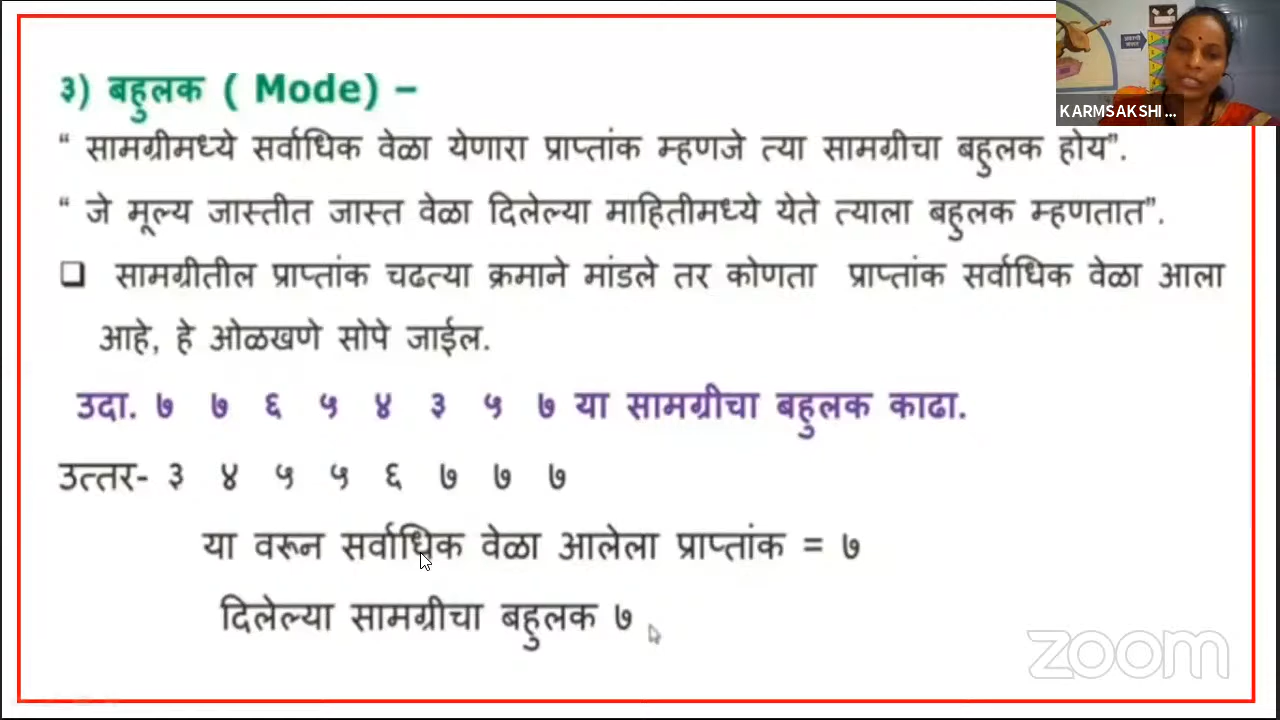 ३) बहुलक ( Mode) –
“ सामग्रीमध्ये सर्वाधिक वेळा येणारा प्राप्तांक म्हणजे त्या सामग्रीचा बहुलक होय”.
“ जे मूल्य जास्तीत जास्त वेळा दिलेल्या माहितीमध्ये येते त्याला बहुलक म्हणतात”.
❑ सामग्रीतील प्राप्तांक चढत्या क्रमाने मांडले तर कोणता प्राप्तांक सर्वाधिक वेळा आला
आहे, हे ओळखणे सोपे जाईल.
उदा. ७ ७ ६ ५ ४ ३ ५ ७ या सामग्रीचा बहुलक काढा.
उत्तर- ३ ४ ५ ५ ६ ७ ७ ७
या वरून सर्वाधिक वेळा आलेला प्राप्तांक = ७
दिलेल्या सामग्रीचा बहुलक ७
KARMSAKSHI ...
zoom